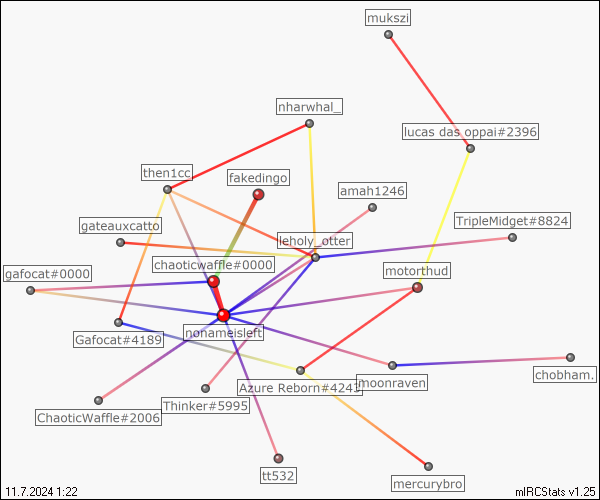 mukszi
nharwhal_
lucas das oppai#2396
then1cc
fakedingo
amah1246
gateauxcatto
TripleMidget#8824
leholy_otter
chaoticwaffle#0000
gafocat#0000
motorthud
nonameisleft
Gafocat#4189
Azure Reborn#4243
moonraven
chobham.
Thinker#5995
ChaoticWaffle#2006
tt532
mercurybro
11.7.2024 1:22
mIRCStats v1.25